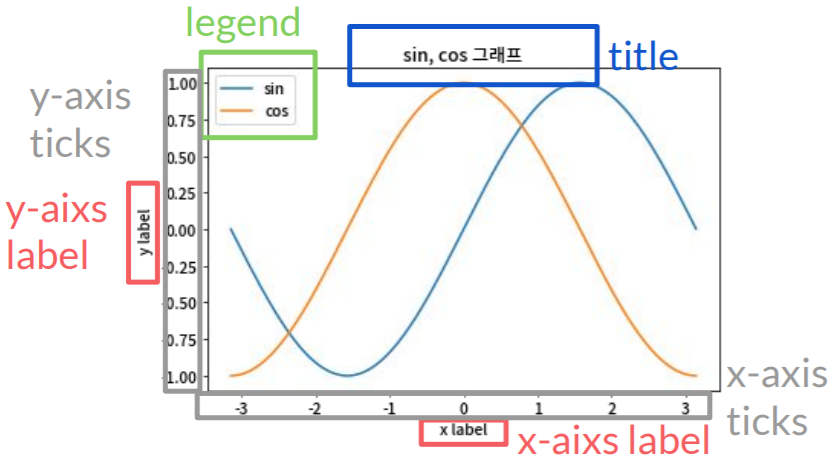 legend
sin, cos 그래프
title
y-axis
ticks
1.00
0.75
0.50
0.25
0.00
0.25
0.50
0.75
1.00
sin
cos
y-aixs
label
y label
-3
-2
-1
0
1
2
3
x-axis
ticks
x label
x-aixs label